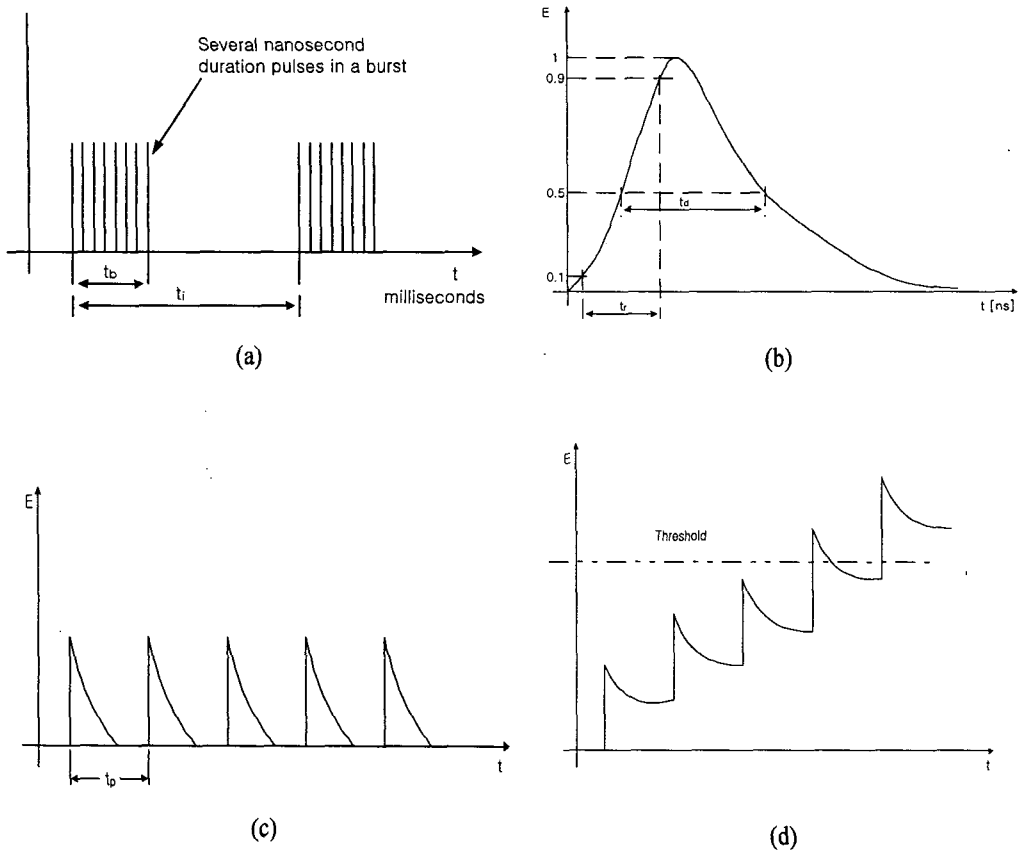 Several nanosecond
duration pulses in a burst
tb
ti
t
milliseconds
(a)
E
1
0.9
0.5
0.1
td
tr
t [ns]
(b)
E
tp
t
(c)
E
Threshold
t
(d)